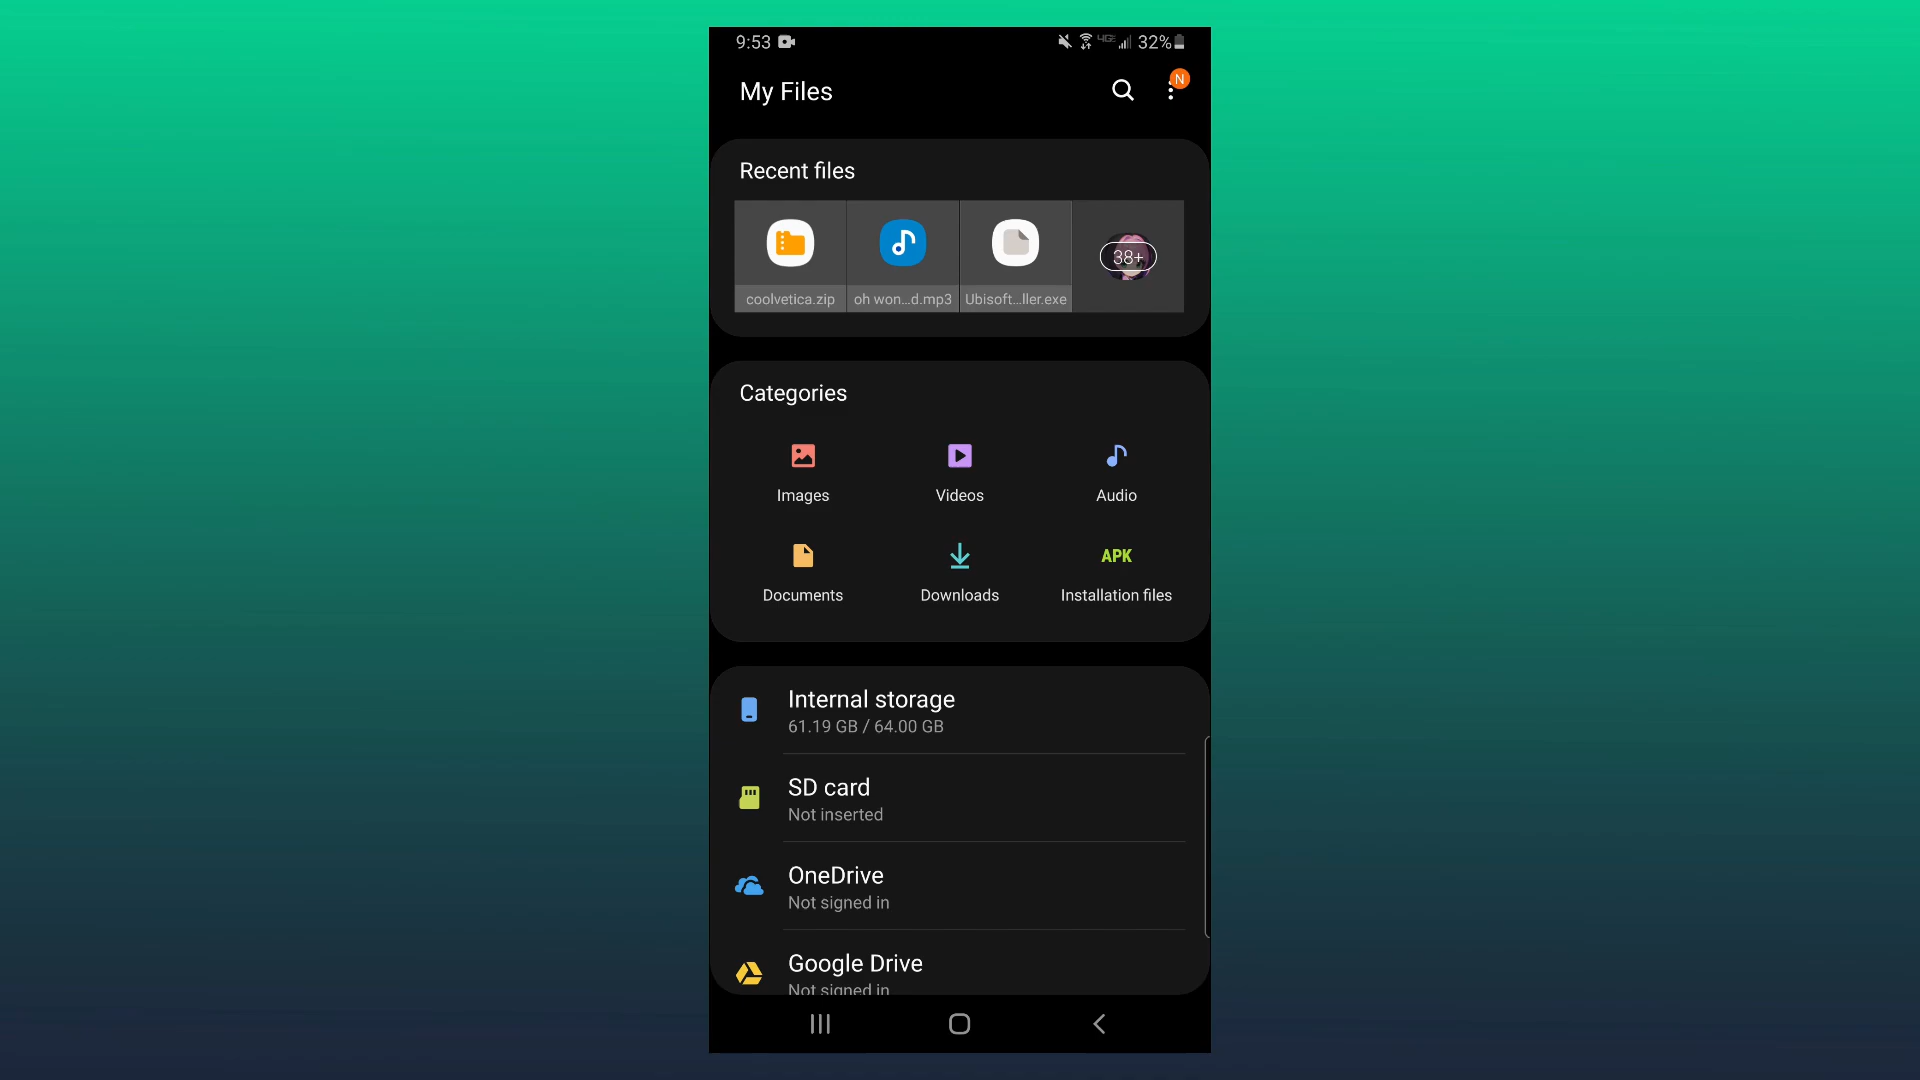 9:53
4GE 32%
My Files
N
Recent files
coolvetica.zip
oh won...d.mp3
Ubisoft...ller.exe
38+
Categories
Images
Videos
Audio
Documents
Downloads
APK
Installation files
Internal storage
61.19 GB / 64.00 GB
SD card
Not inserted
OneDrive
Not signed in
Google Drive
Not signed in